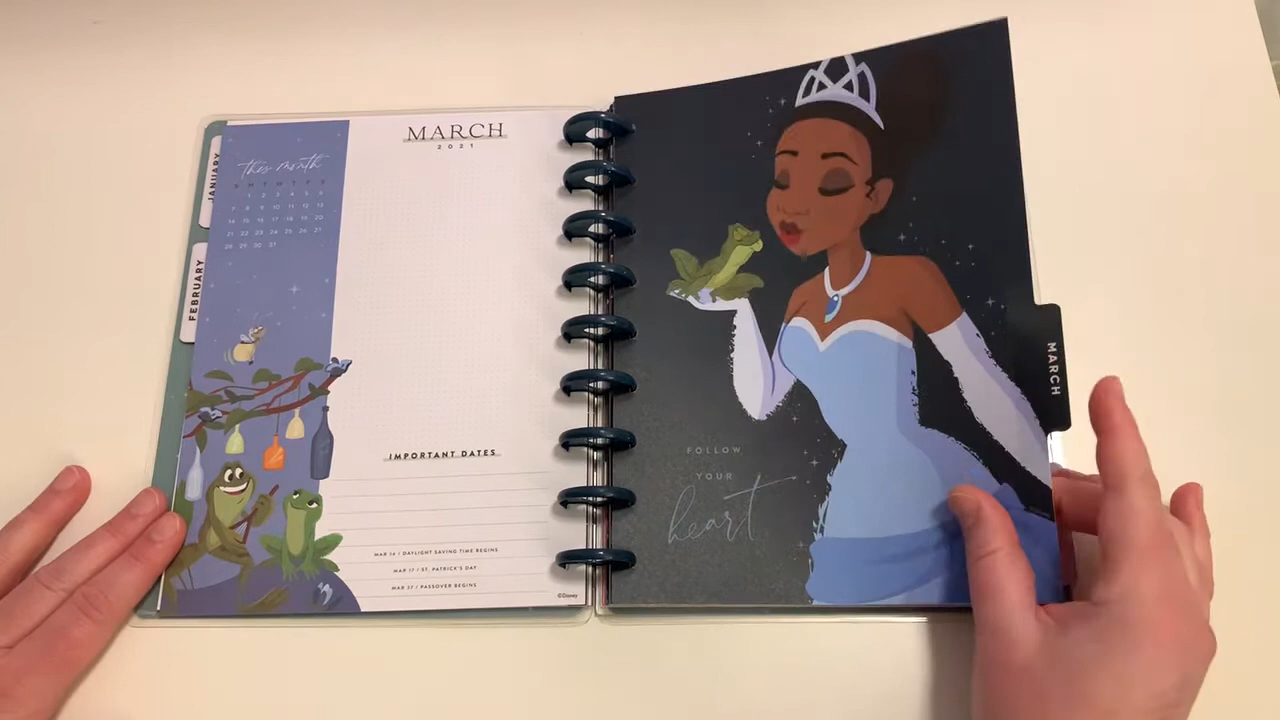 JANUARY
FEBRUARY
this month
S M T W T F S
1 2 3 4 5 6
7 8 9 10 11 12 13
14 15 16 17 18 19 20
21 22 23 24 25 26 27
28 29 30 31
MARCH
2021
IMPORTANT DATES
MAR 14 / DAYLIGHT SAVING TIME BEGINS
MAR 17 / ST. PATRICK'S DAY
MAR 27 / PASSOVER BEGINS
©Disney
FOLLOW
YOUR
heart
MARCH